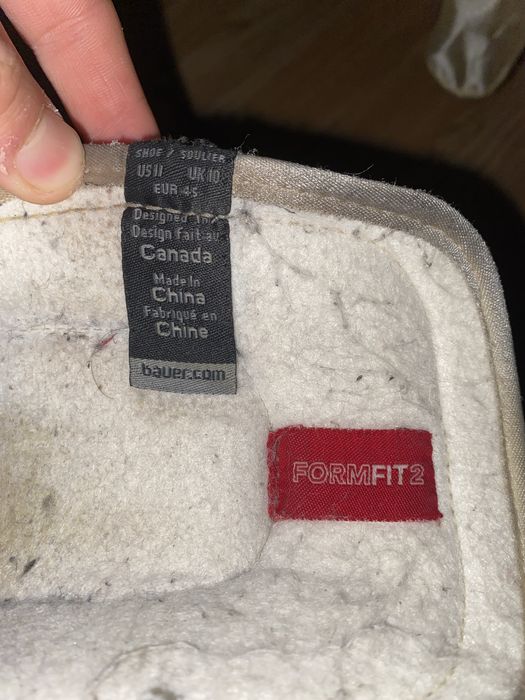 SHOE / SOULIER
US 11 UK 10
EUR 45
Designed in /
Design fait au
Canada
Made in
China
Fabriqué en
Chine
bauer.com
FORMFIT2